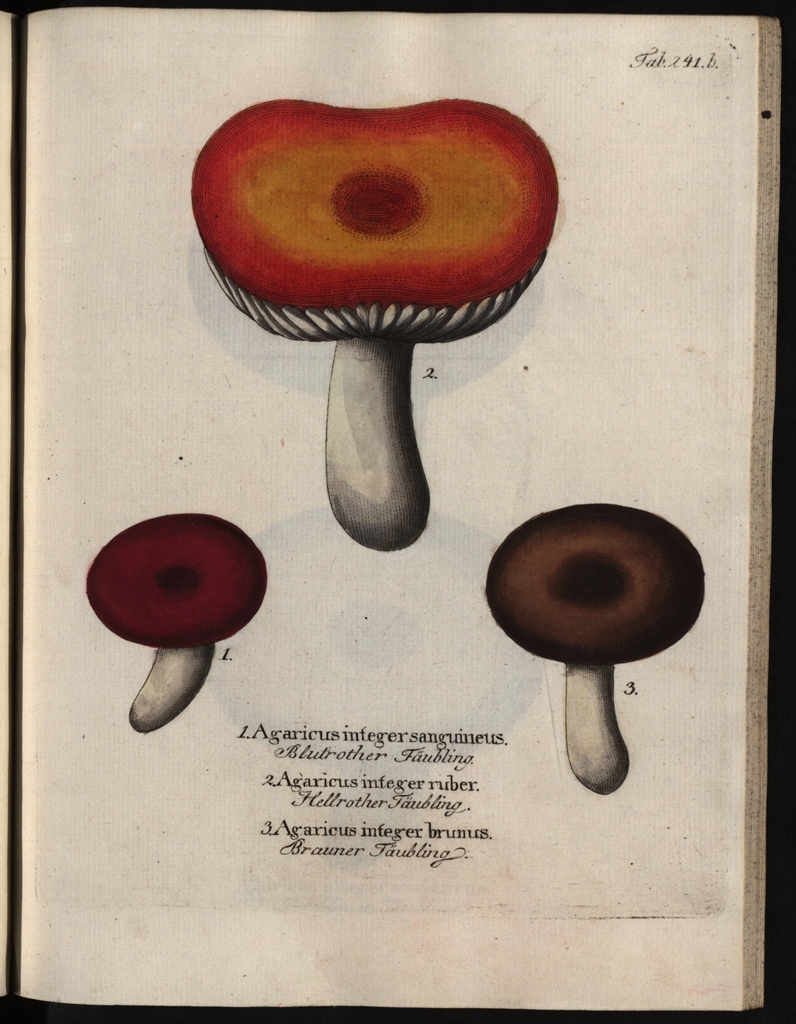 Tab. 241. b.
2.
1.
3.
1. Agaricus integer sanguineus.
Blutrother Täubling.
2. Agaricus integer ruber.
Hellrother Täubling.
3. Agaricus integer brunus.
Brauner Täubling.